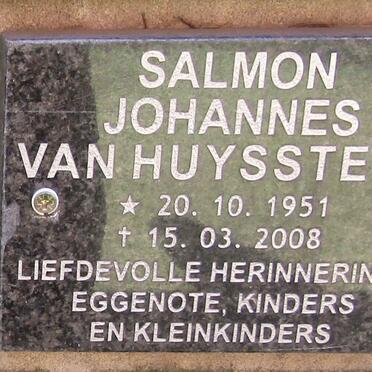 SALMON
JOHANNES
VAN HUYSSTE
★ 20. 10. 1951
† 15. 03. 2008
LIEFDEVOLLE HERINNERIN
EGGENOTE, KINDERS
EN KLEINKINDERS